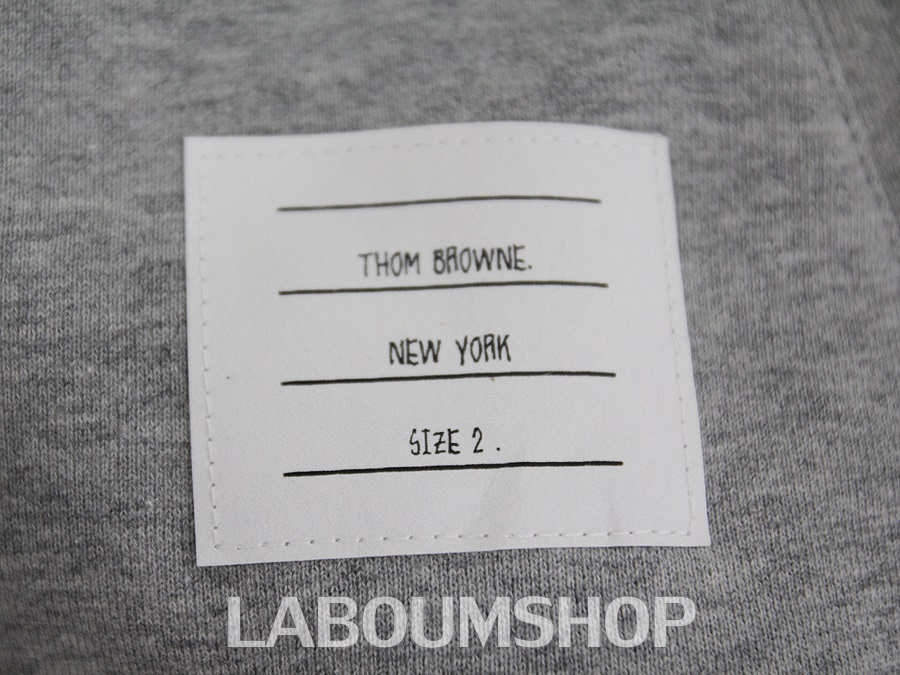 THOM BROWNE.
NEW YORK
SIZE 2 .
LABOUMSHOP